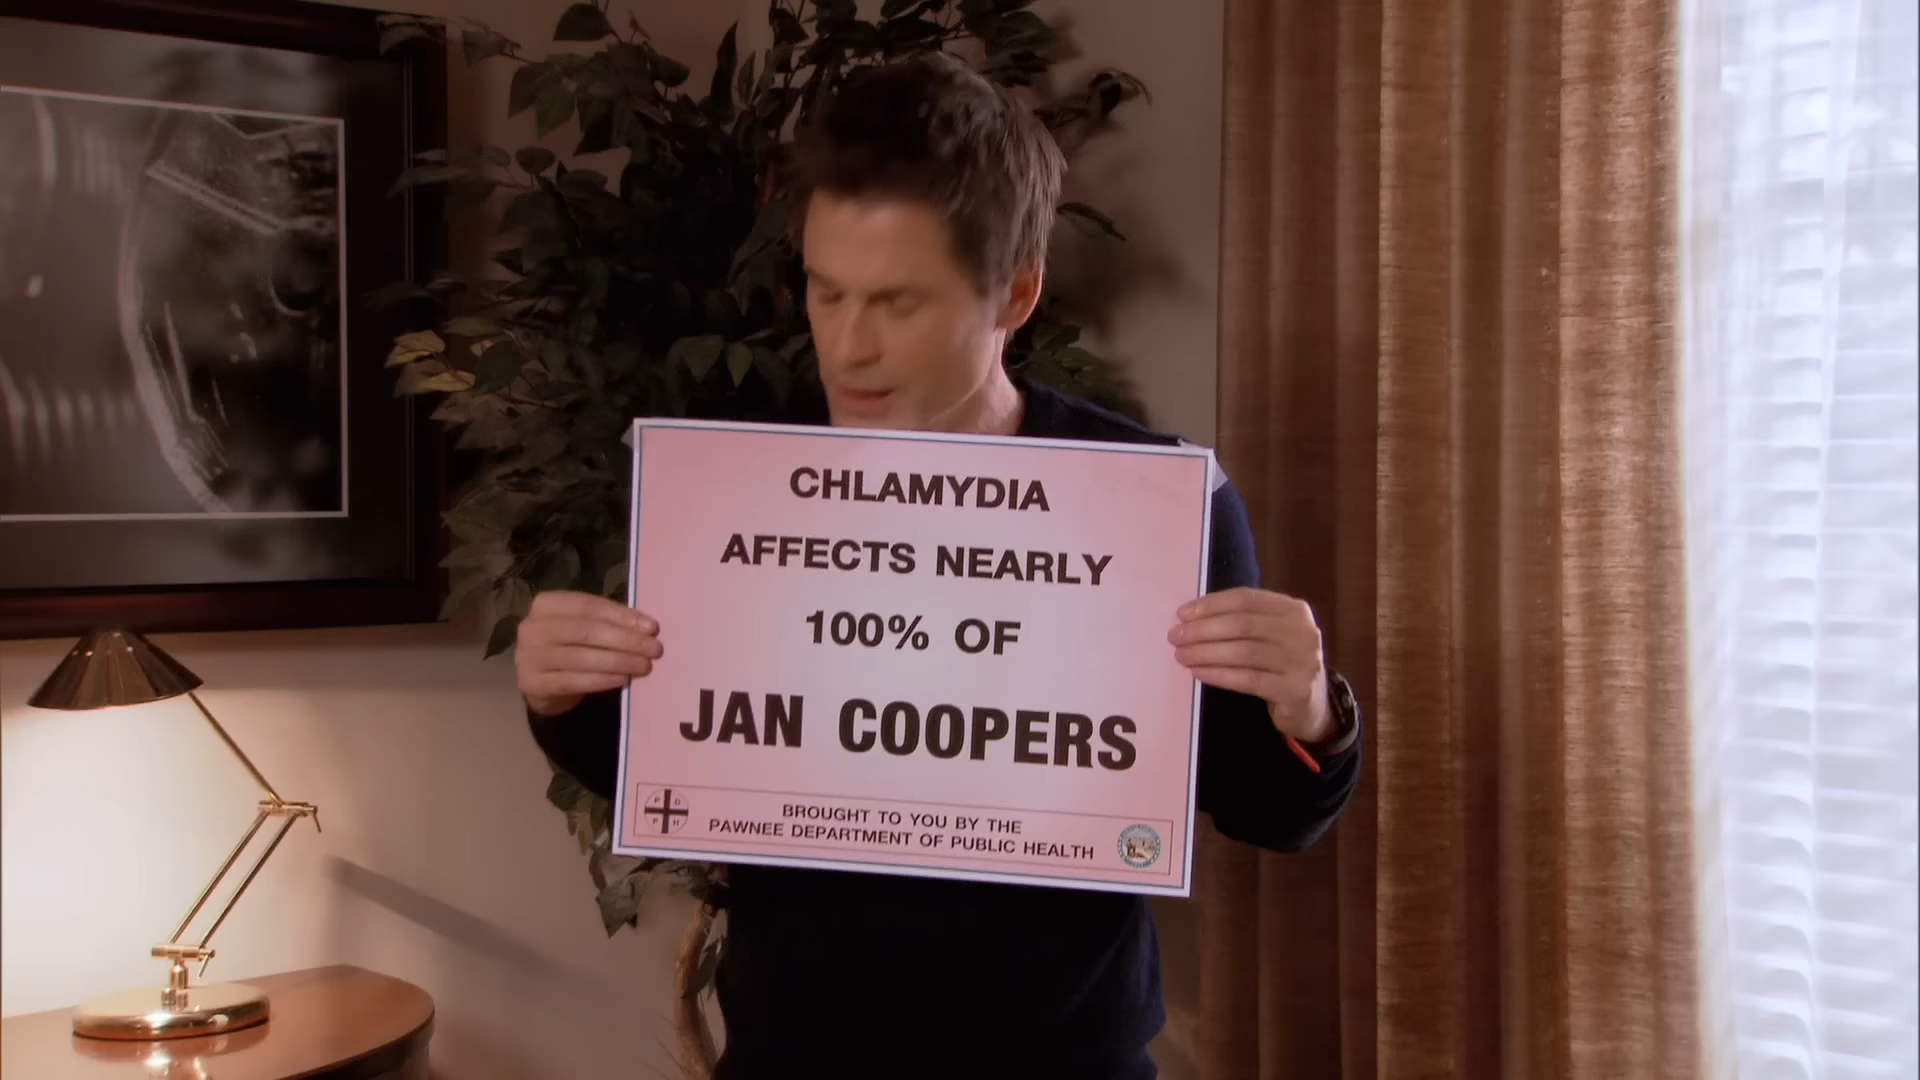 CHLAMYDIA
AFFECTS NEARLY
100% OF
JAN COOPERS
P D
P H
BROUGHT TO YOU BY THE
PAWNEE DEPARTMENT OF PUBLIC HEALTH